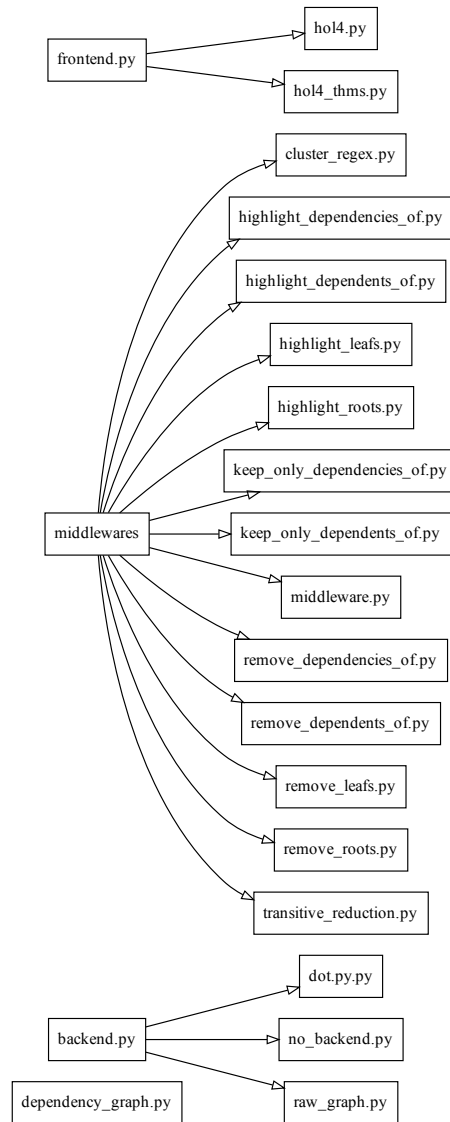 hol4.py
frontend.py
hol4_thms.py
cluster_regex.py
highlight_dependencies_of.py
highlight_dependents_of.py
highlight_leafs.py
highlight_roots.py
keep_only_dependencies_of.py
middlewares
keep_only_dependents_of.py
middleware.py
remove_dependencies_of.py
remove_dependents_of.py
remove_leafs.py
remove_roots.py
transitive_reduction.py
dot.py.py
backend.py
no_backend.py
dependency_graph.py
raw_graph.py